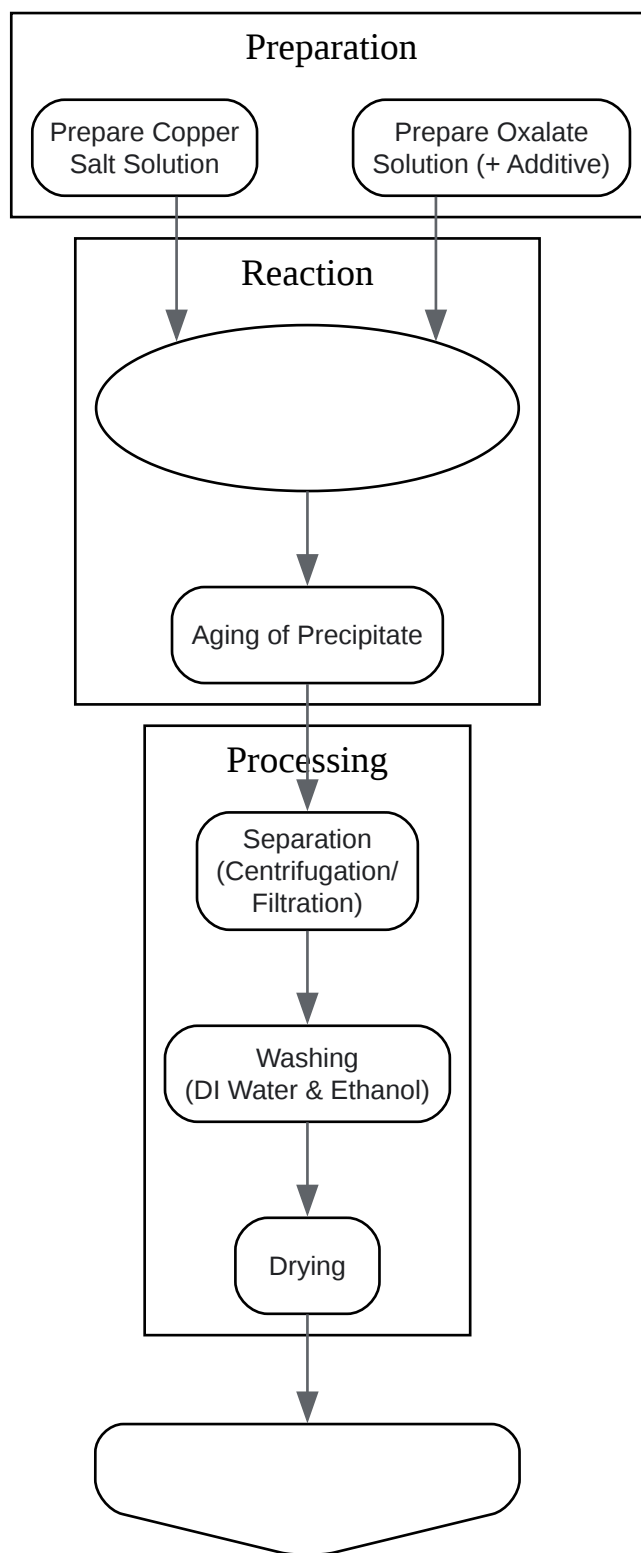 Preparation
Prepare Copper
Salt Solution
Prepare Oxalate
Solution (+ Additive)
Reaction
Aging of Precipitate
Processing
Separation
(Centrifugation/
Filtration)
Washing
(DI Water & Ethanol)
Drying